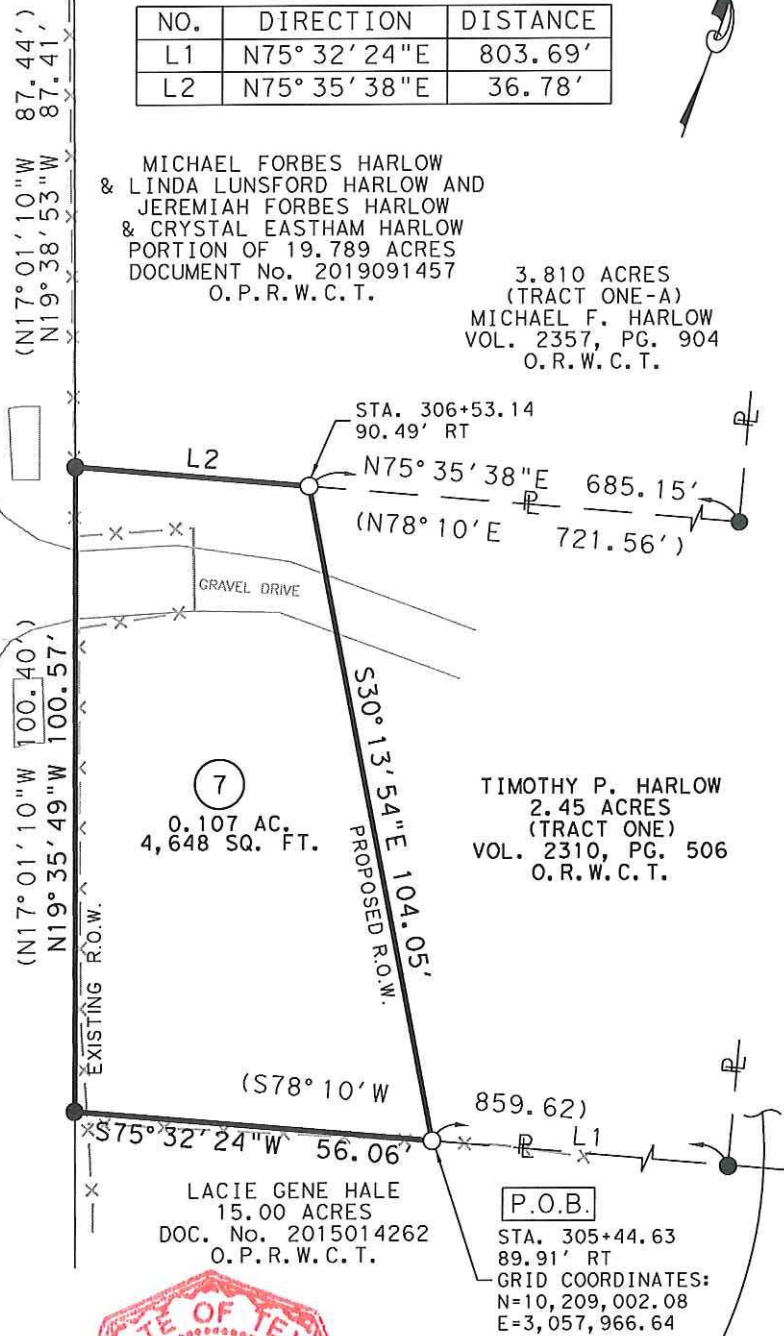 NO. DIRECTION DISTANCE
L1 N75°32'24"E 803.69'
L2 N75°35'38"E 36.78'
(N17°01'10"W 87.44')
N19°38'53"W 87.41'
MICHAEL FORBES HARLOW
& LINDA LUNSFORD HARLOW AND
JEREMIAH FORBES HARLOW
& CRYSTAL EASTHAM HARLOW
PORTION OF 19.789 ACRES
DOCUMENT No. 2019091457
O.P.R.W.C.T.
3.810 ACRES
(TRACT ONE-A)
MICHAEL F. HARLOW
VOL. 2357, PG. 904
O.R.W.C.T.
STA. 306+53.14
90.49' RT
L2
N75°35'38"E 685.15'
(N78°10'E 721.56')
PL
PL
GRAVEL DRIVE
(N17°01'10"W 100.40')
N19°35'49"W 100.57'
EXISTING R.O.W.
7
0.107 AC.
4,648 SQ. FT.
S30°13'54"E 104.05'
PROPOSED R.O.W.
TIMOTHY P. HARLOW
2.45 ACRES
(TRACT ONE)
VOL. 2310, PG. 506
O.R.W.C.T.
(S78°10'W 859.62)
S75°32'24"W 56.06'
PL
L1
PL
LACIE GENE HALE
15.00 ACRES
DOC. No. 2015014262
O.P.R.W.C.T.
P.O.B.
STA. 305+44.63
89.91' RT
GRID COORDINATES:
N=10,209,002.08
E=3,057,966.64
TE OF TE